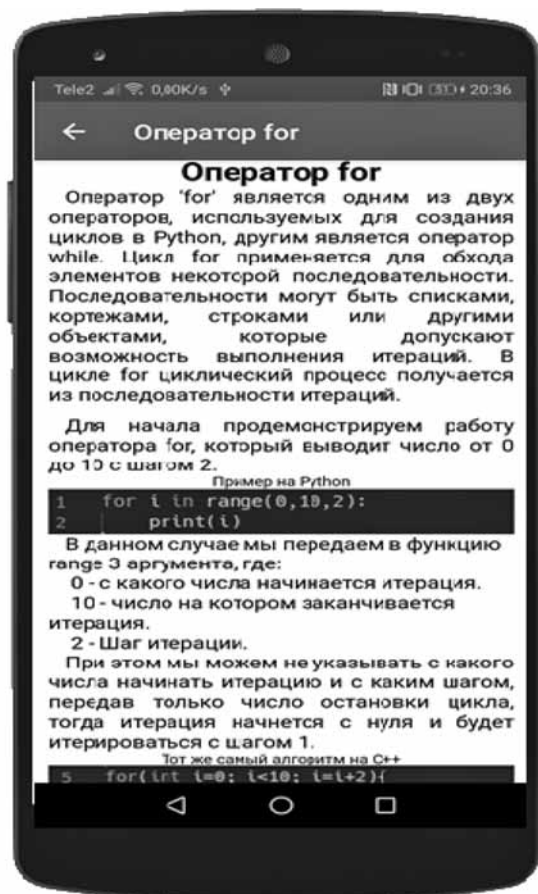 Tele2 0,00K/s 20:36
Оператор for
Оператор for
Оператор 'for' является одним из двух
операторов, используемых для создания
циклов в Python, другим является оператор
while. Цикл for применяется для обхода
элементов некоторой последовательности.
Последовательности могут быть списками,
кортежами, строками или другими
объектами, которые допускают
возможность выполнения итераций. В
цикле for циклический процесс получается
из последовательности итераций.
Для начала продемонстрируем работу
оператора for, который выводит число от 0
до 10 с шагом 2.
Пример на Python
1 for i in range(0,10,2):
2 print(i)
В данном случае мы передаем в функцию
range 3 аргумента, где:
0 - с какого числа начинается итерация.
10 - число на котором заканчивается
итерация.
2 - Шаг итерации.
При этом мы можем не указывать с какого
числа начинать итерацию и с каким шагом,
передав только число остановки цикла,
тогда итерация начнется с нуля и будет
итерироваться с шагом 1.
Тот же самый алгоритм на C++
5 for(int i=0; i<10; i=i+2){